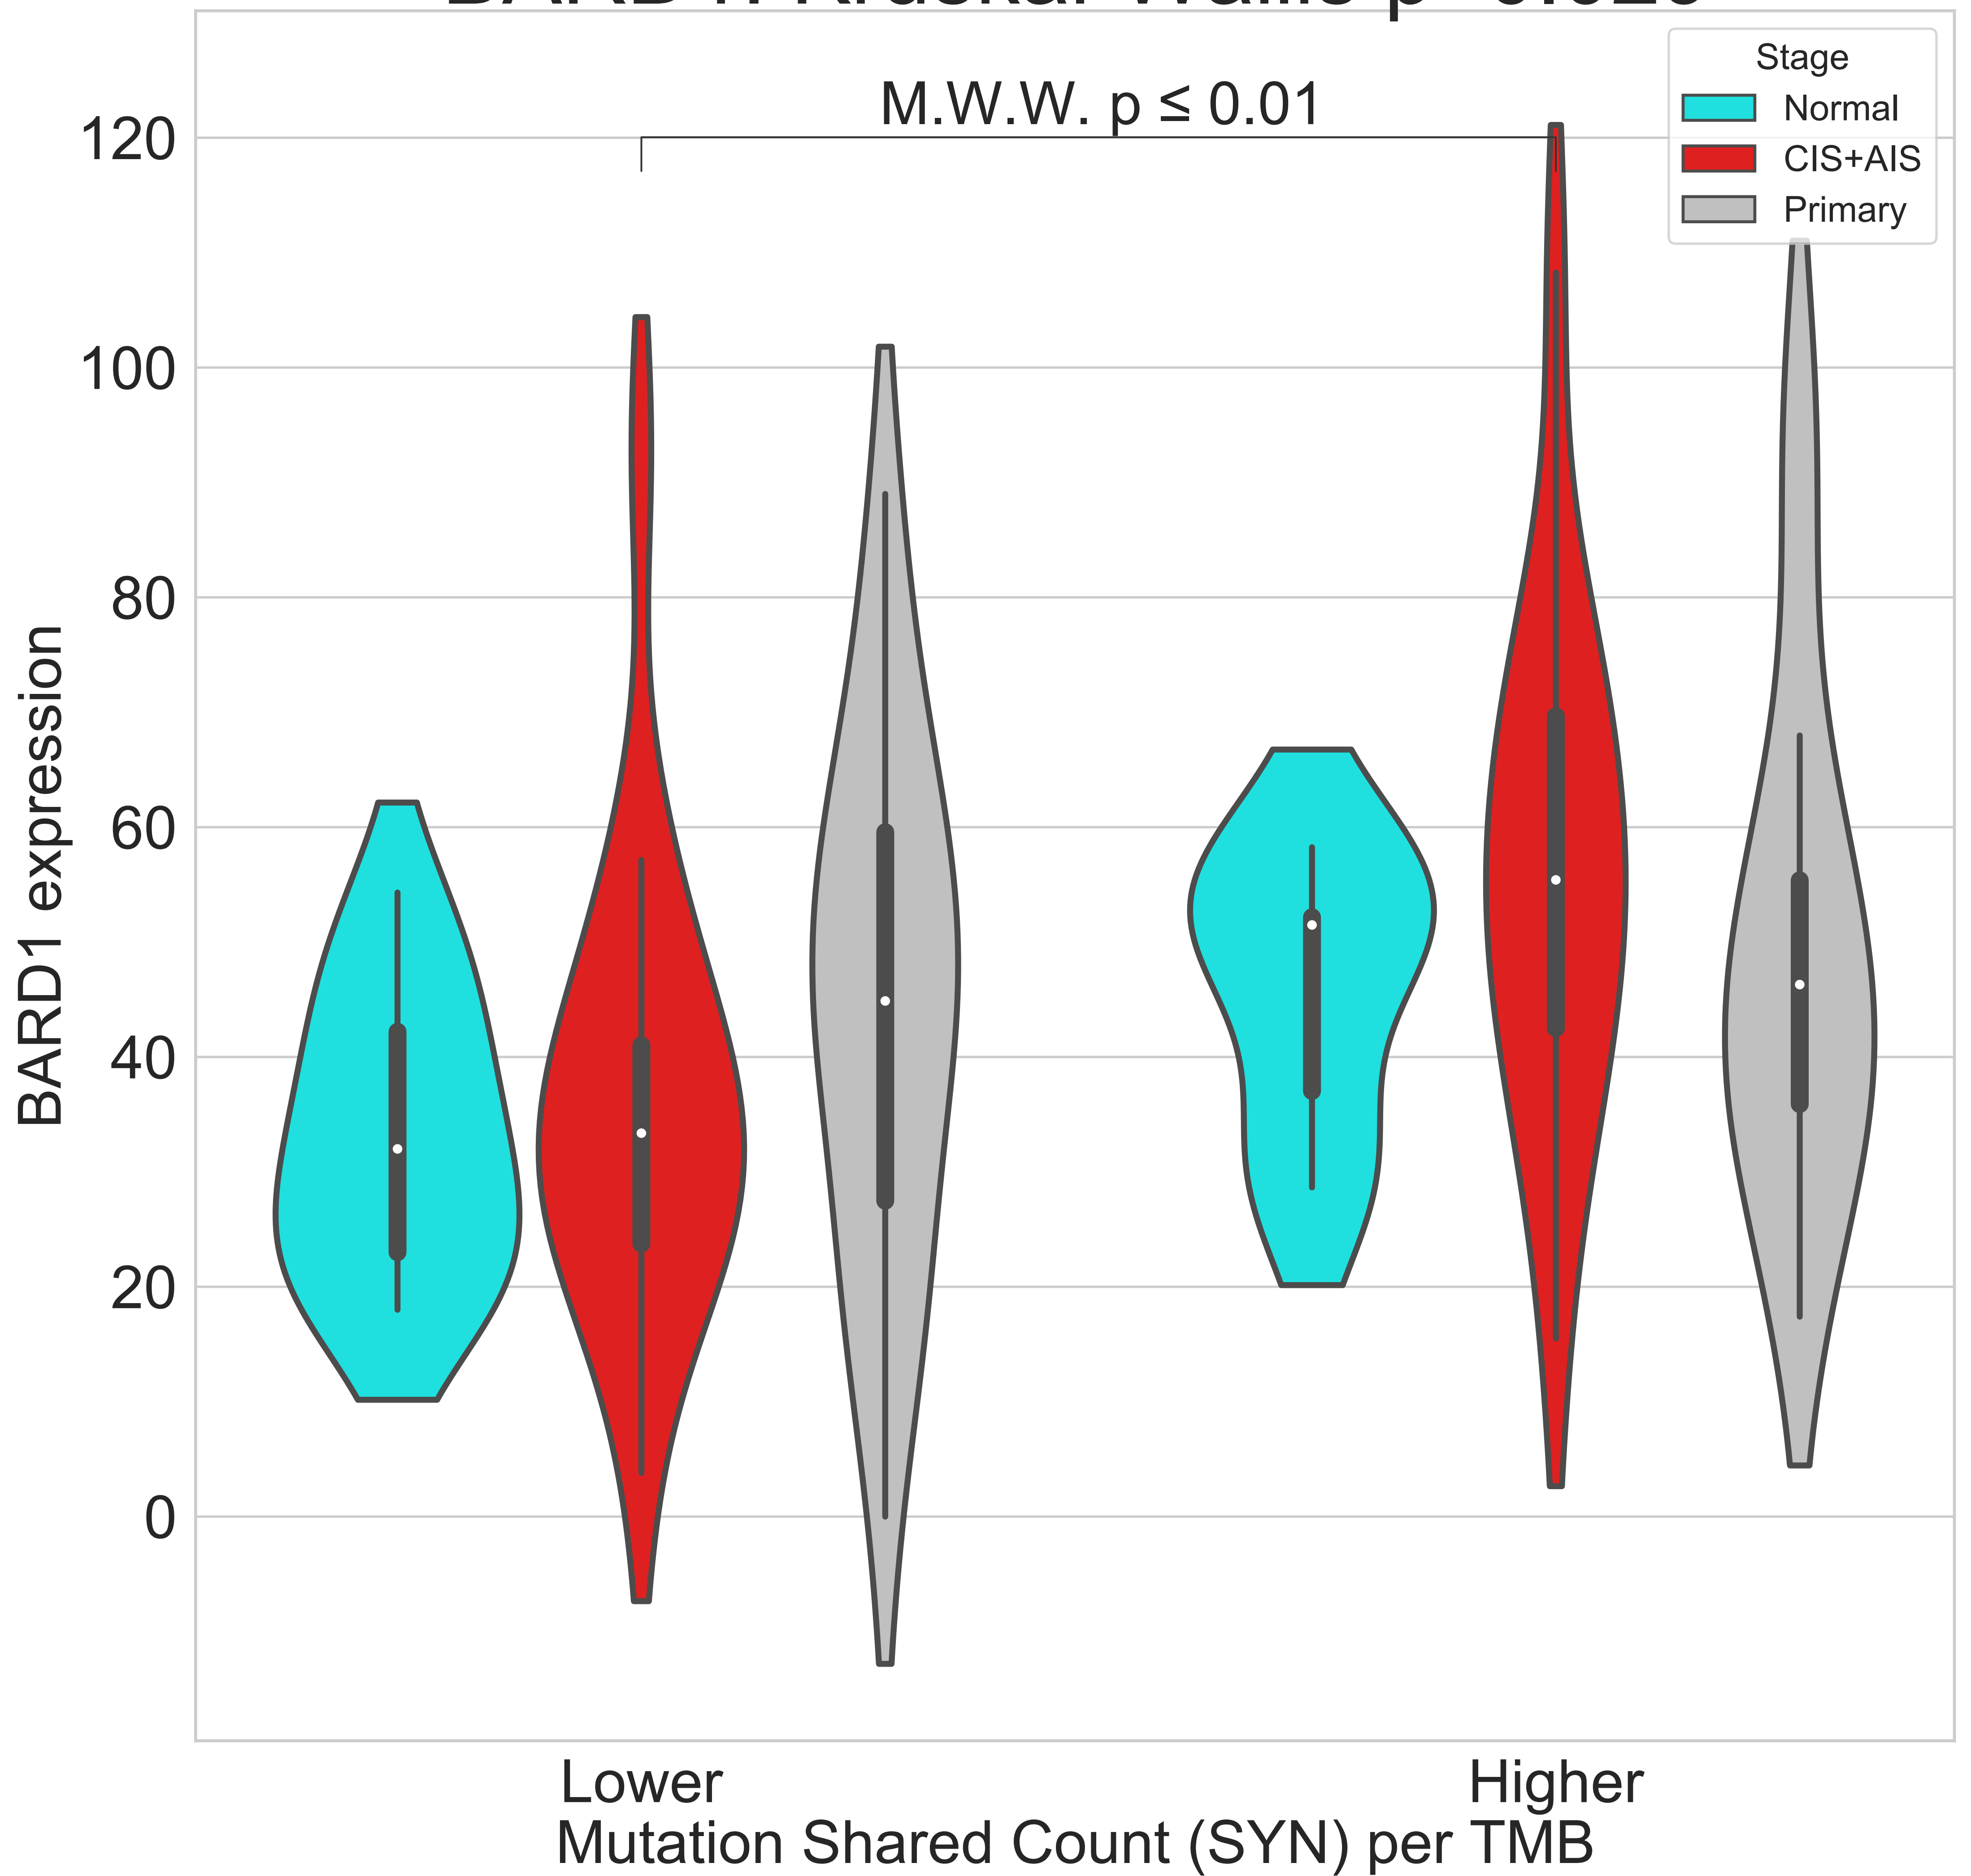 M.W.W. p ≤ 0.01
Stage
Normal
CIS+AIS
Primary
120
100
80
60
40
20
0
BARD1 expression
Lower
Higher
Mutation Shared Count (SYN) per TMB